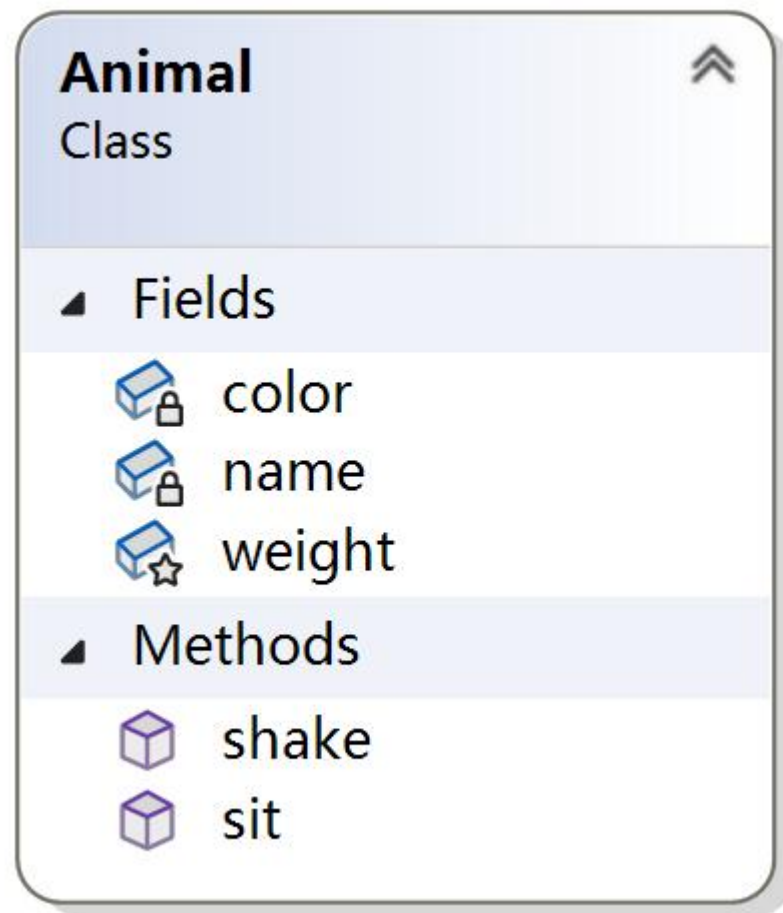 Animal
Class
Fields
color
name
weight
Methods
shake
sit